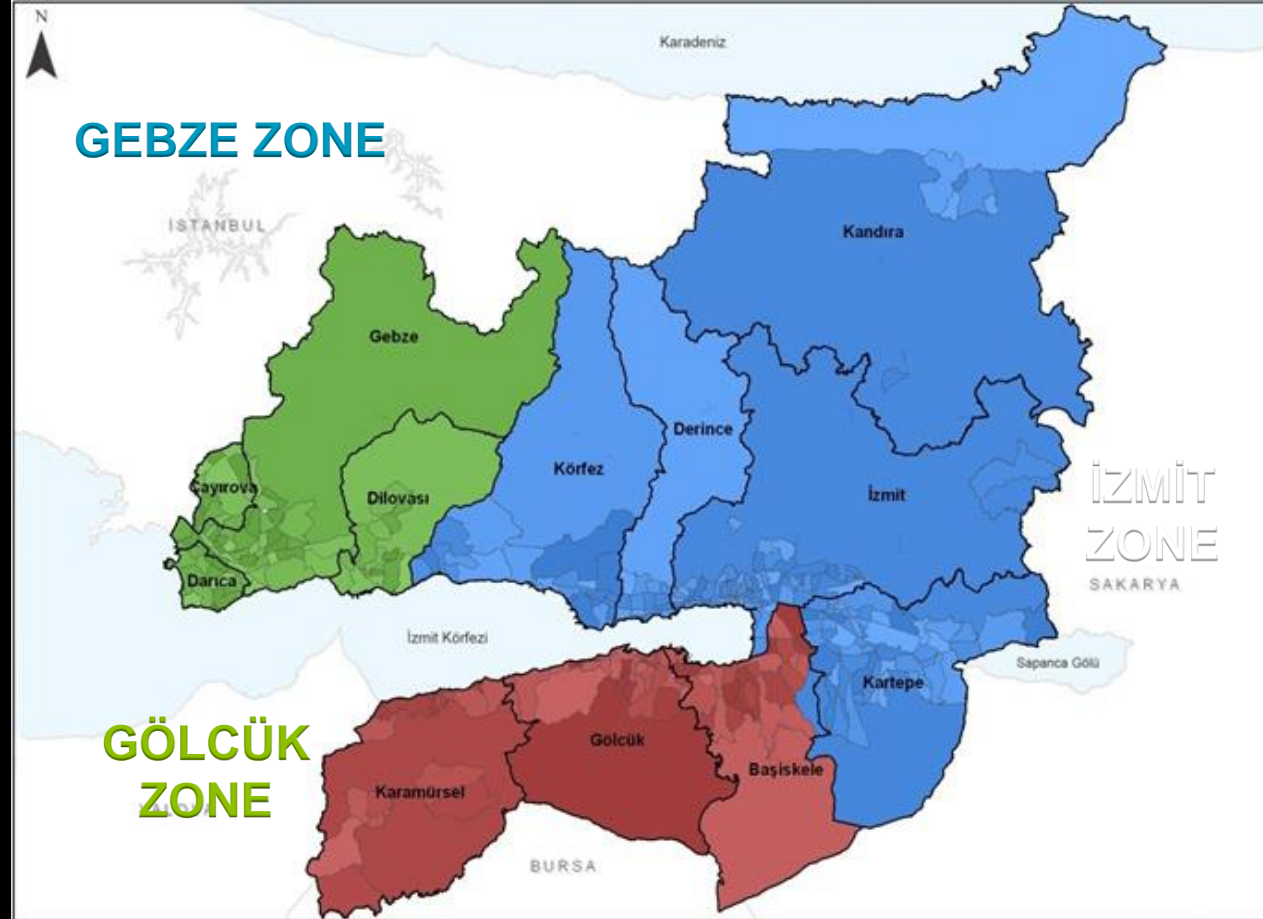 N
Karadeniz
GEBZE ZONE
İSTANBUL
Kandıra
Gebze
Derince
Körfez
İzmit
Çayırova
Dilovası
İZMİT
ZONE
Darıca
SAKARYA
İzmit Körfezi
Sapanca Gölü
Kartepe
GÖLCÜK
ZONE
Gölcük
Başiskele
Karamürsel
YALOVA
BURSA